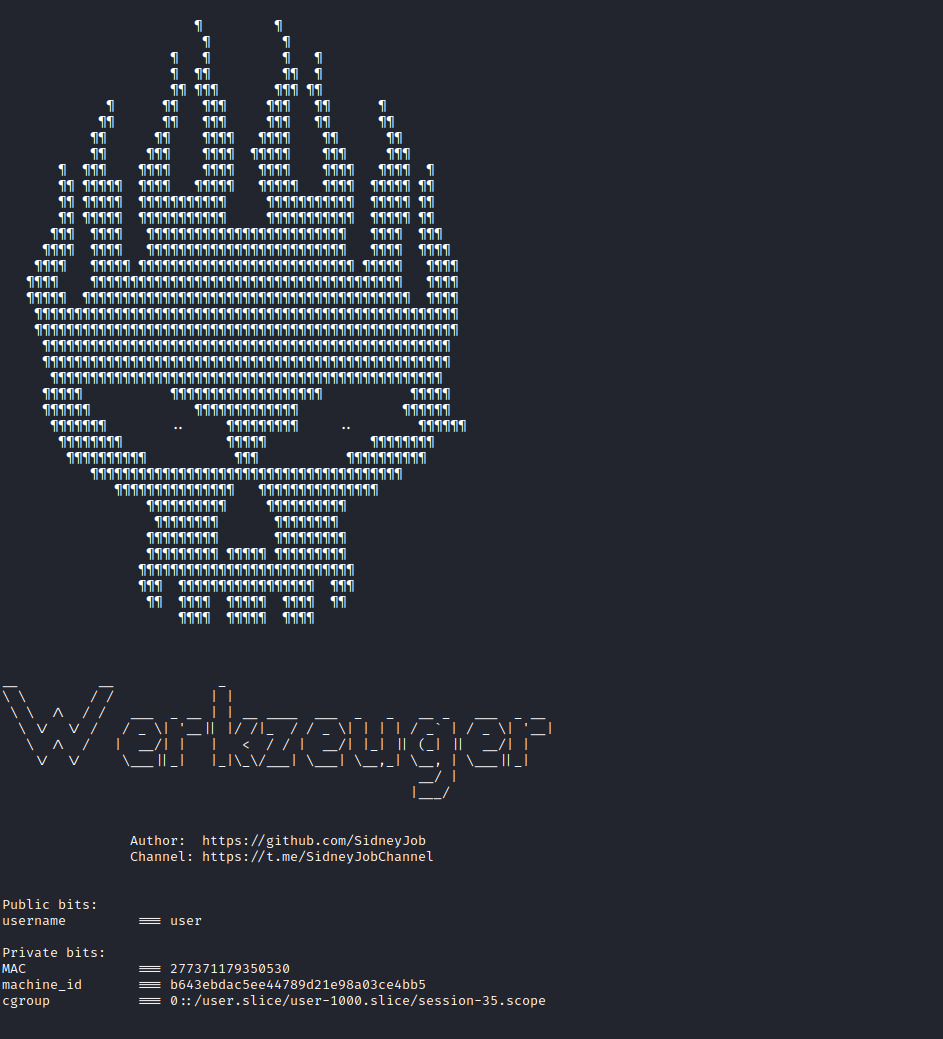 Werkzeuger
Author: https://github.com/SidneyJob
Channel: https://t.me/SidneyJobChannel
Public bits:
username === user
Private bits:
MAC === 277371179350530
machine_id === b643ebdac5ee44789d21e98a03ce4bb5
cgroup === 0::/user.slice/user-1000.slice/session-35.scope